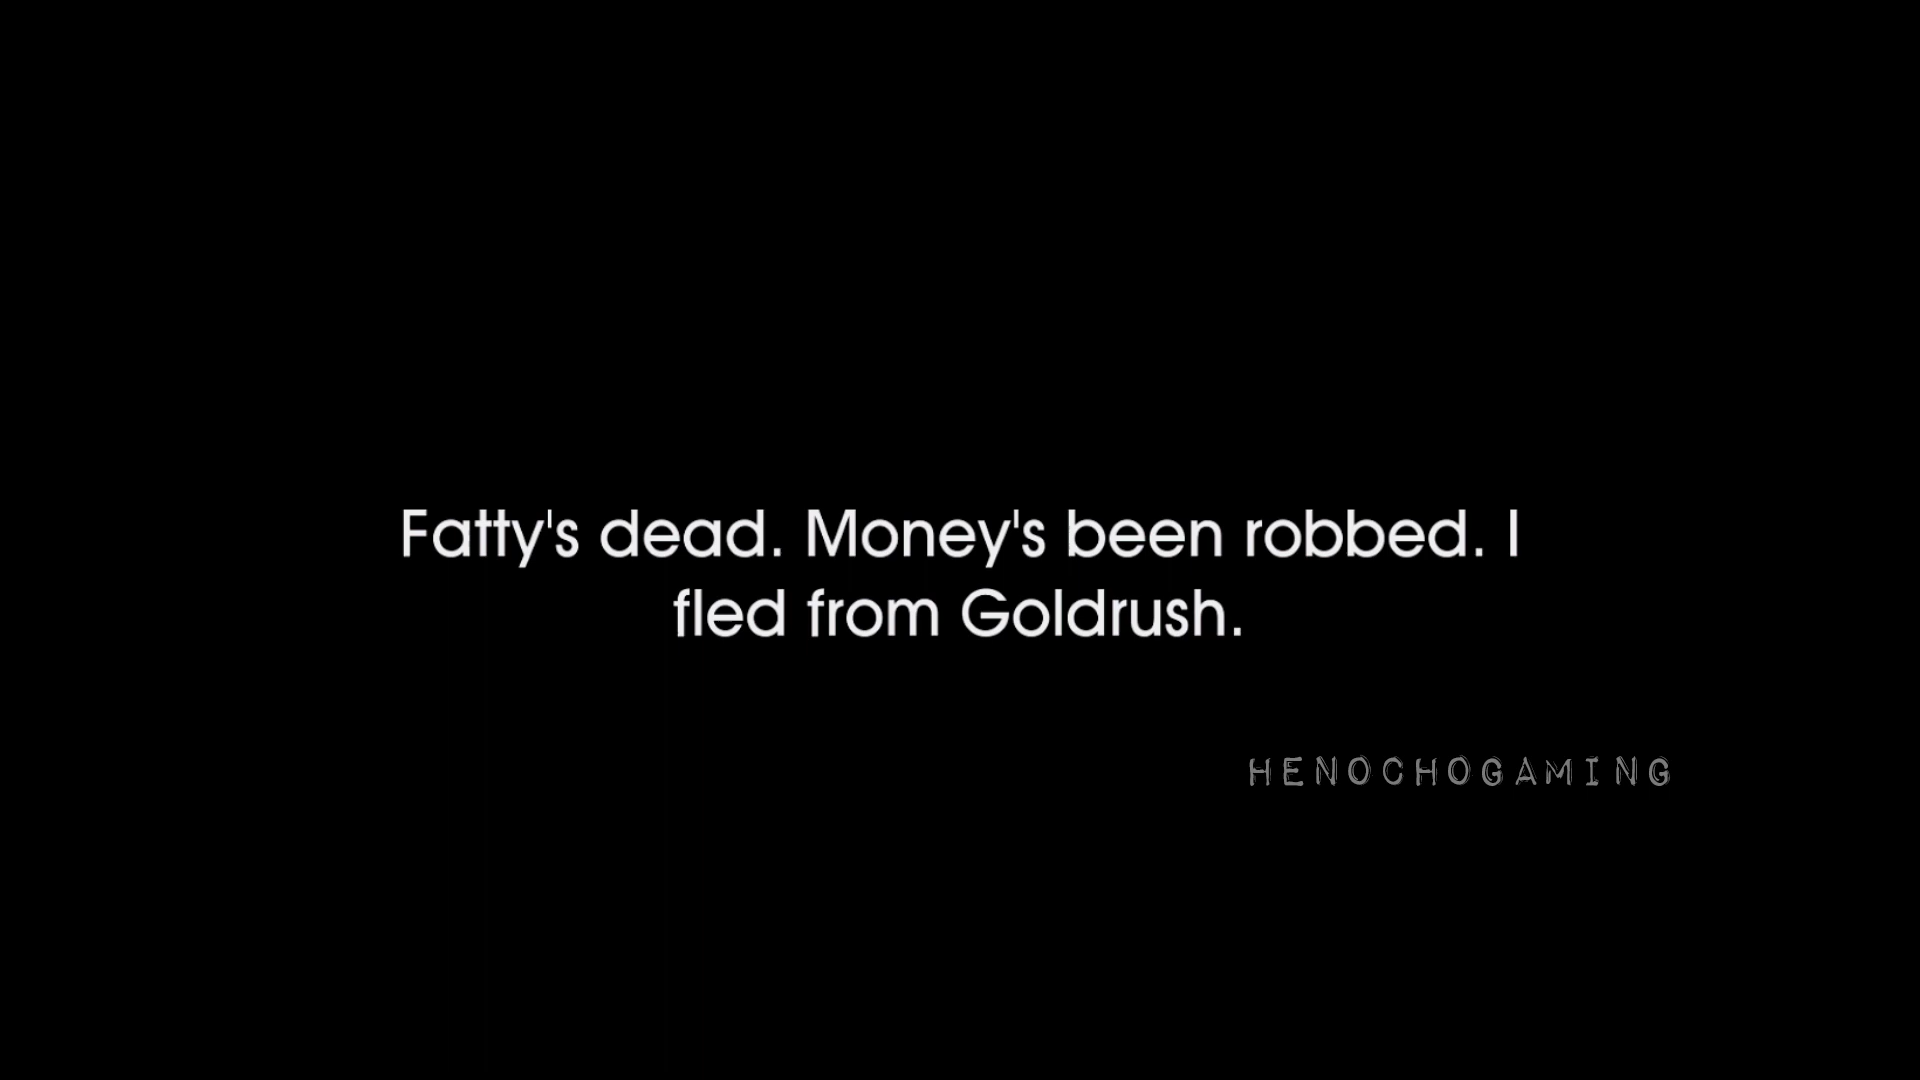 Fatty's dead. Money's been robbed. I
fled from Goldrush.
HENOCHOGAMING